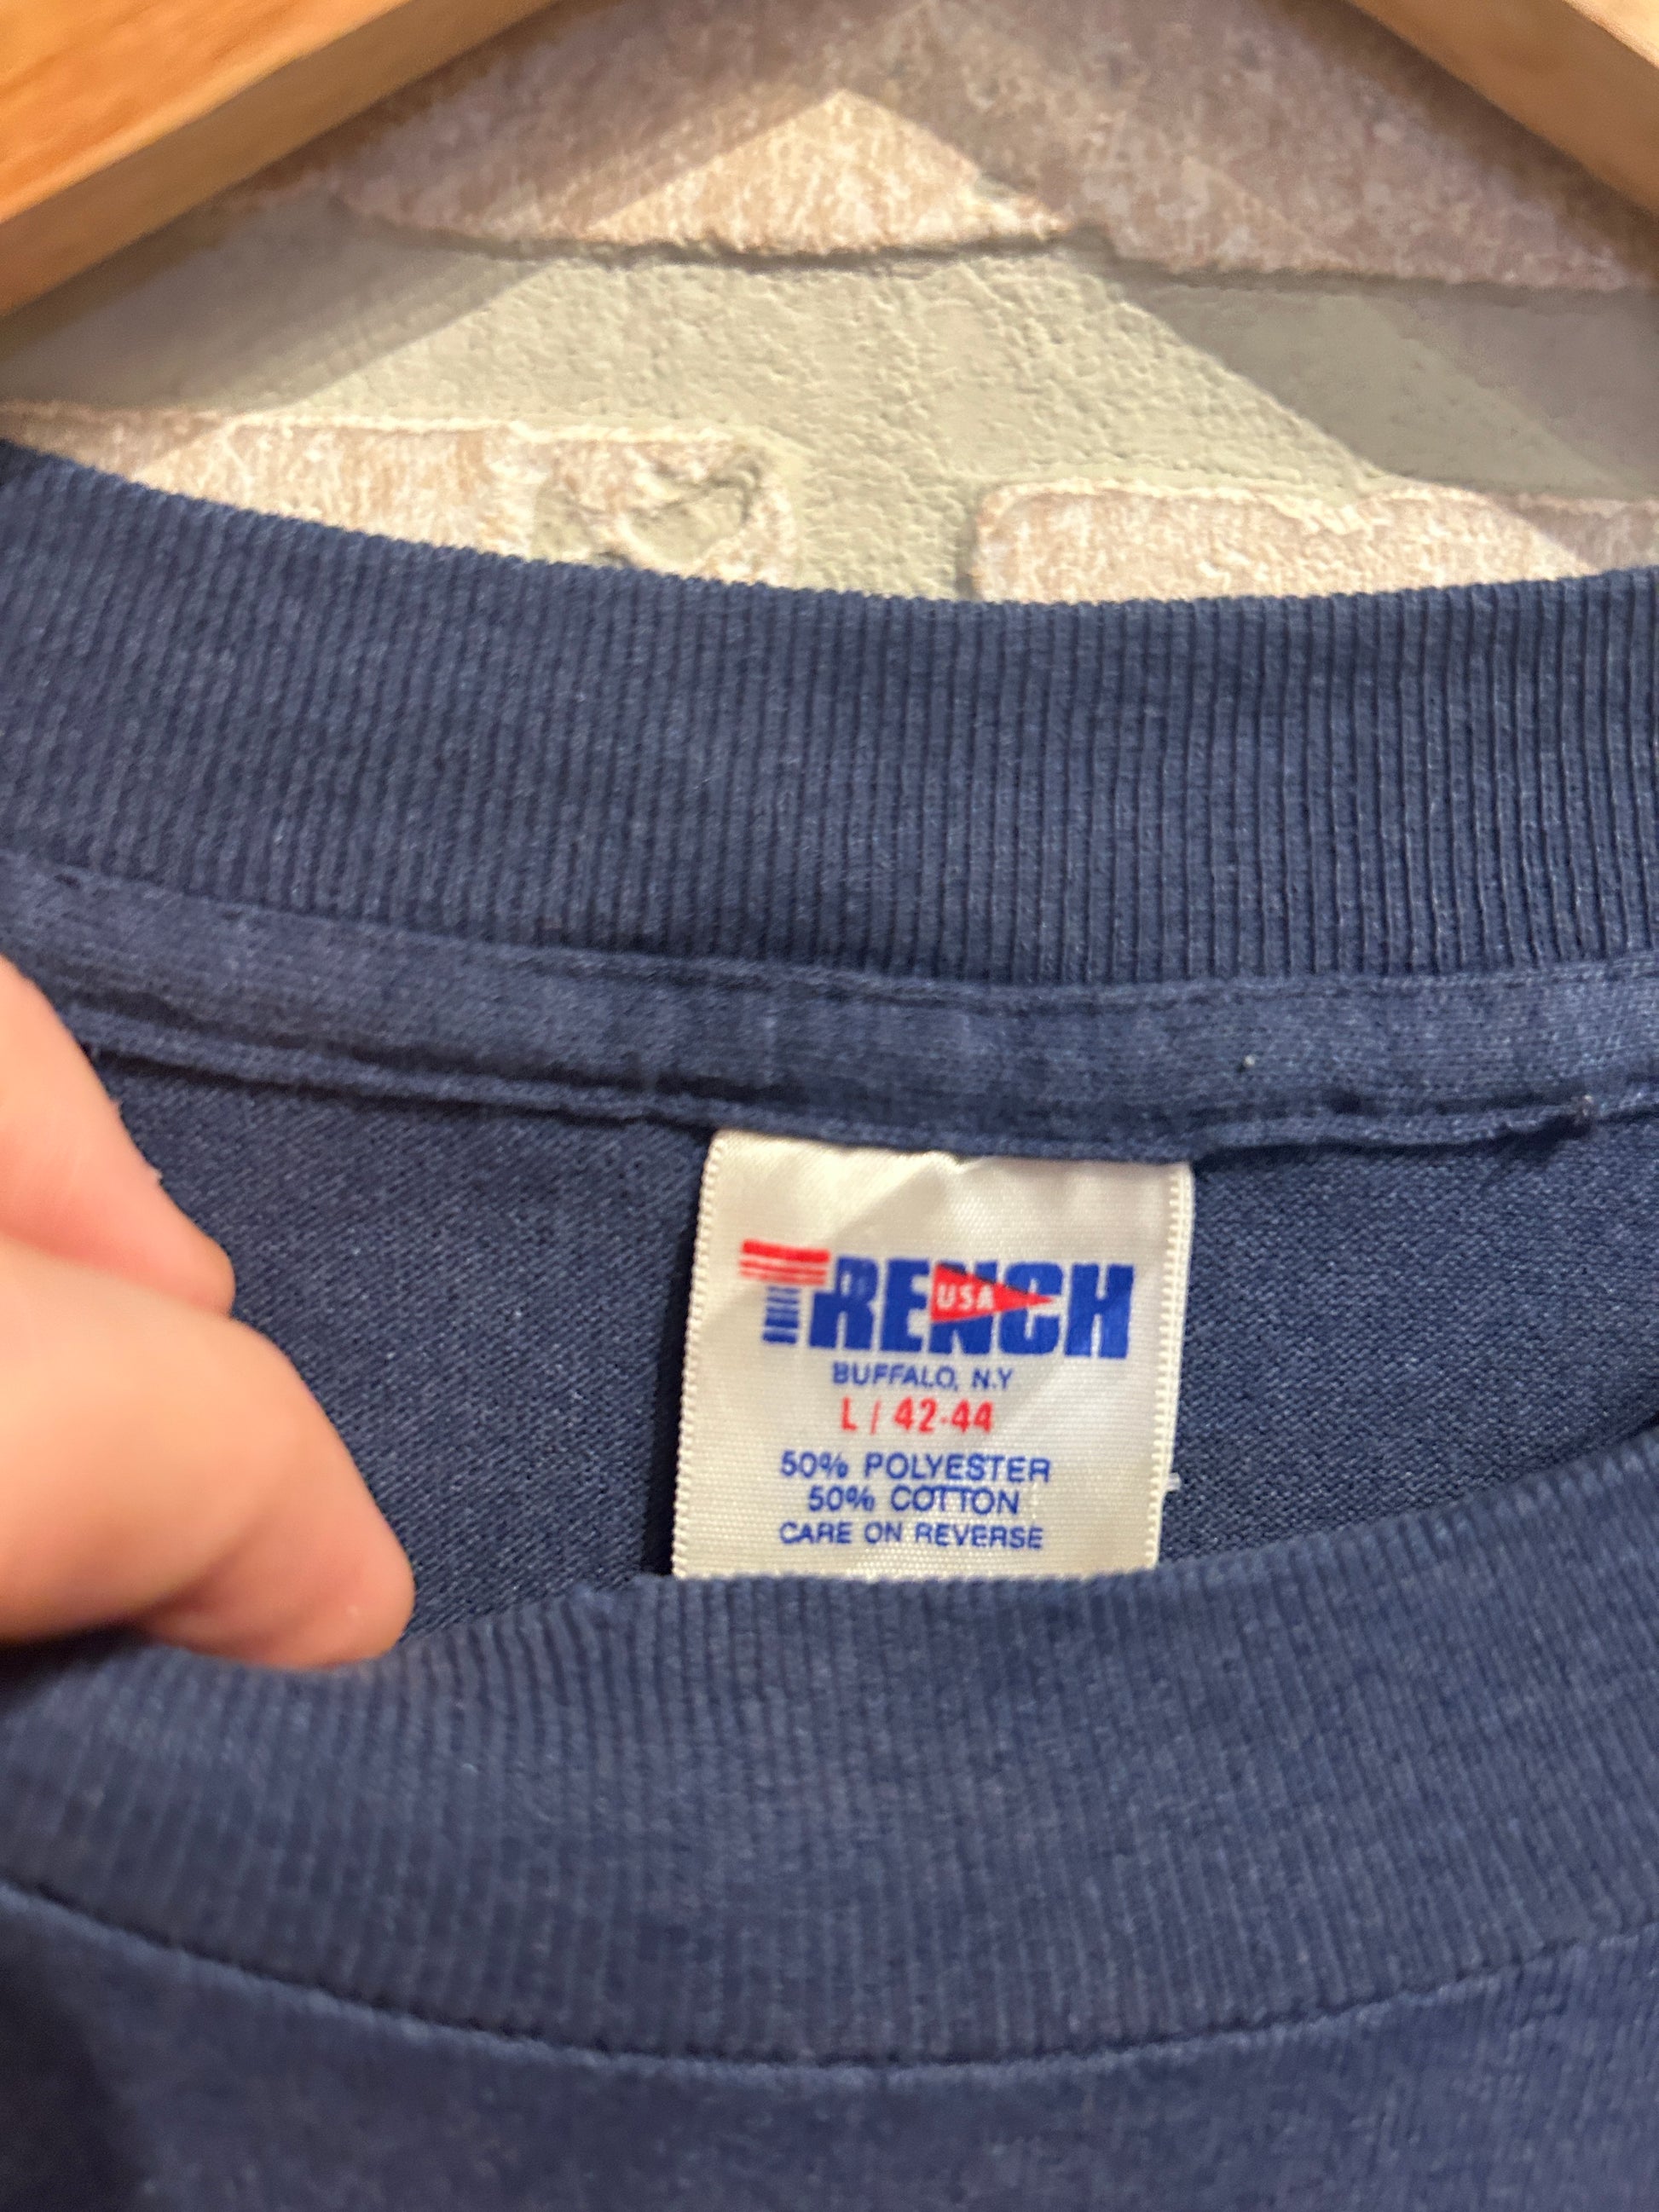 TRENCH
USA
BUFFALO, N.Y
L / 42-44
50% POLYESTER
50% COTTON
CARE ON REVERSE